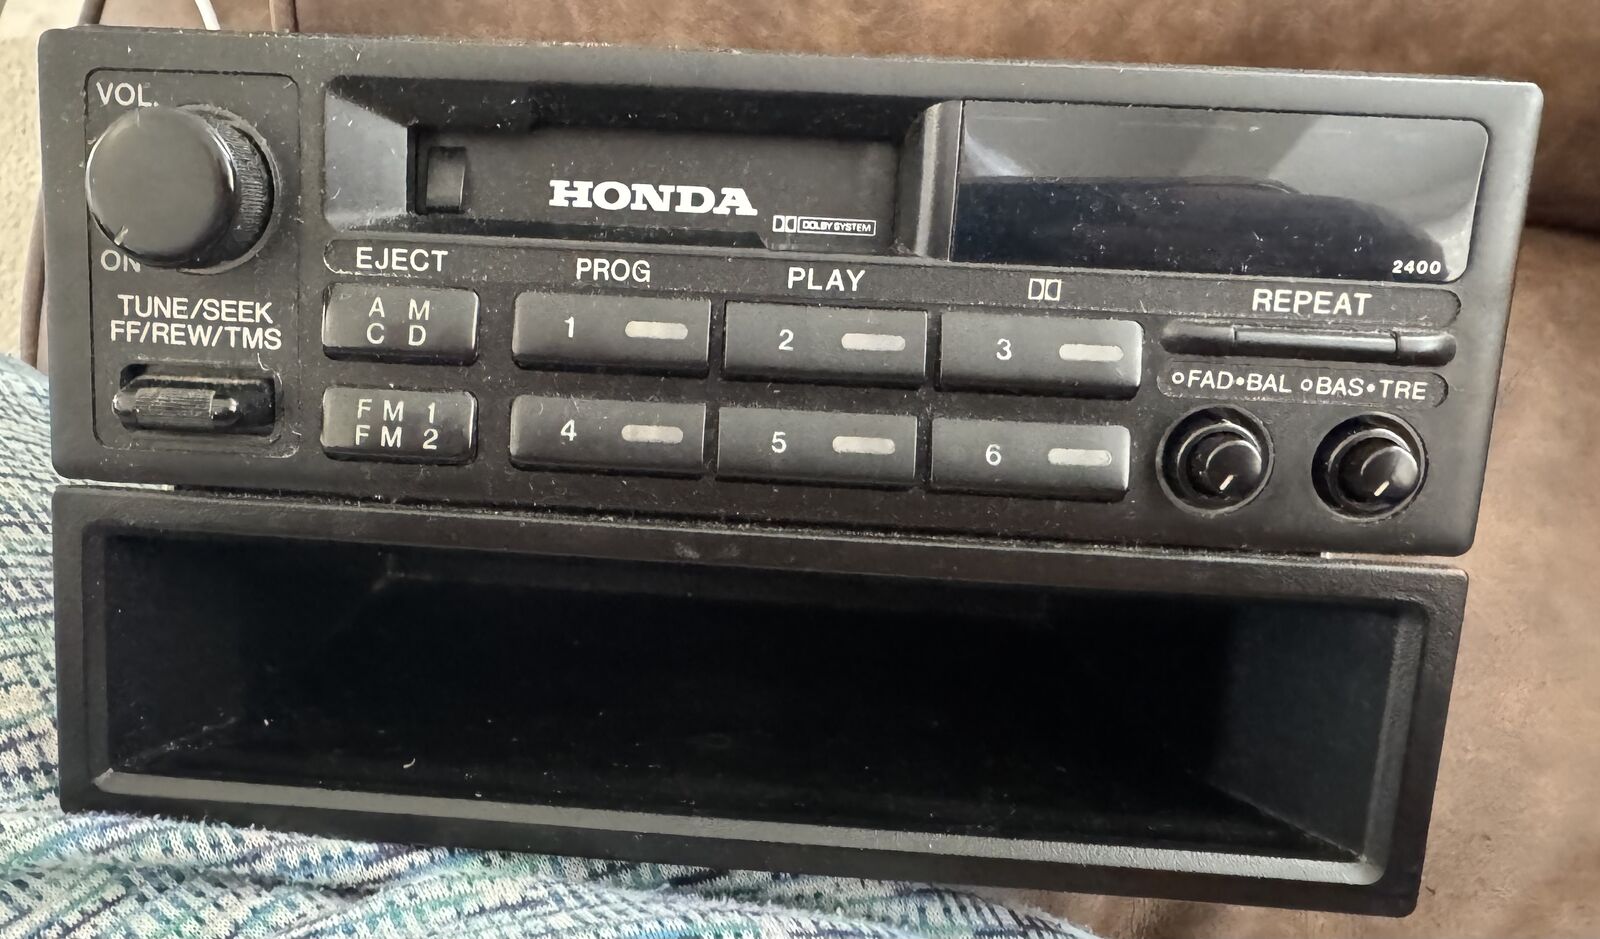 VOL.
ON
TUNE/SEEK
FF/REW/TMS
HONDA
DOLBY SYSTEM
2400
EJECT
PROG
PLAY
REPEAT
A M
C D
1
2
3
FAD•BAL
BAS•TRE
F M 1
F M 2
4
5
6